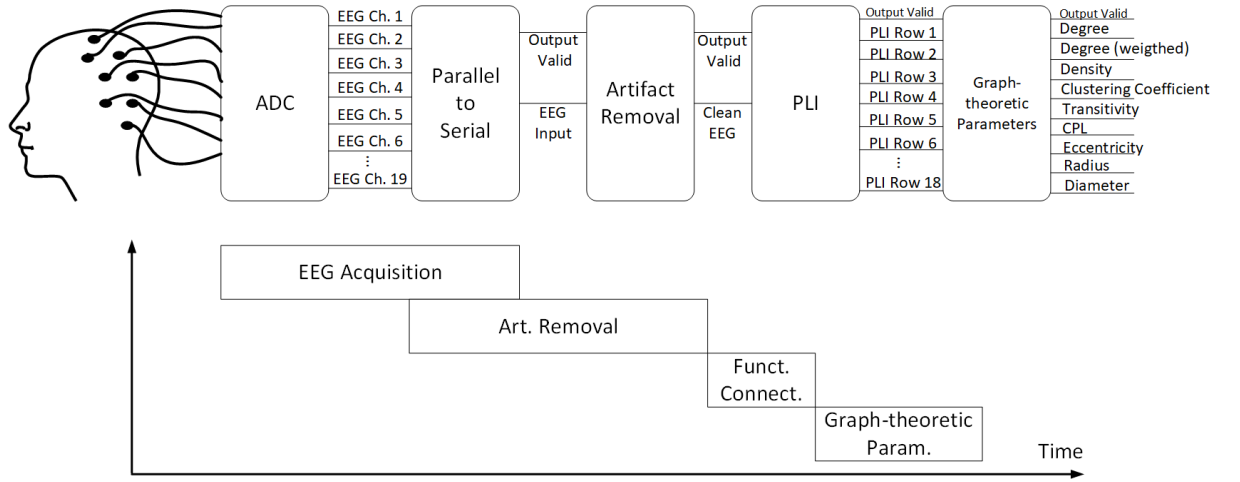 ADC
EEG Ch. 1
EEG Ch. 2
EEG Ch. 3
EEG Ch. 4
EEG Ch. 5
EEG Ch. 6
⋮
EEG Ch. 19
Parallel
to
Serial
Output
Valid
EEG
Input
Artifact
Removal
Output
Valid
Clean
EEG
PLI
Output Valid
PLI Row 1
PLI Row 2
PLI Row 3
PLI Row 4
PLI Row 5
PLI Row 6
⋮
PLI Row 18
Graph-
theoretic
Parameters
Output Valid
Degree
Degree (weigthed)
Density
Clustering Coefficient
Transitivity
CPL
Eccentricity
Radius
Diameter
EEG Acquisition
Art. Removal
Funct.
Connect.
Graph-theoretic
Param.
Time